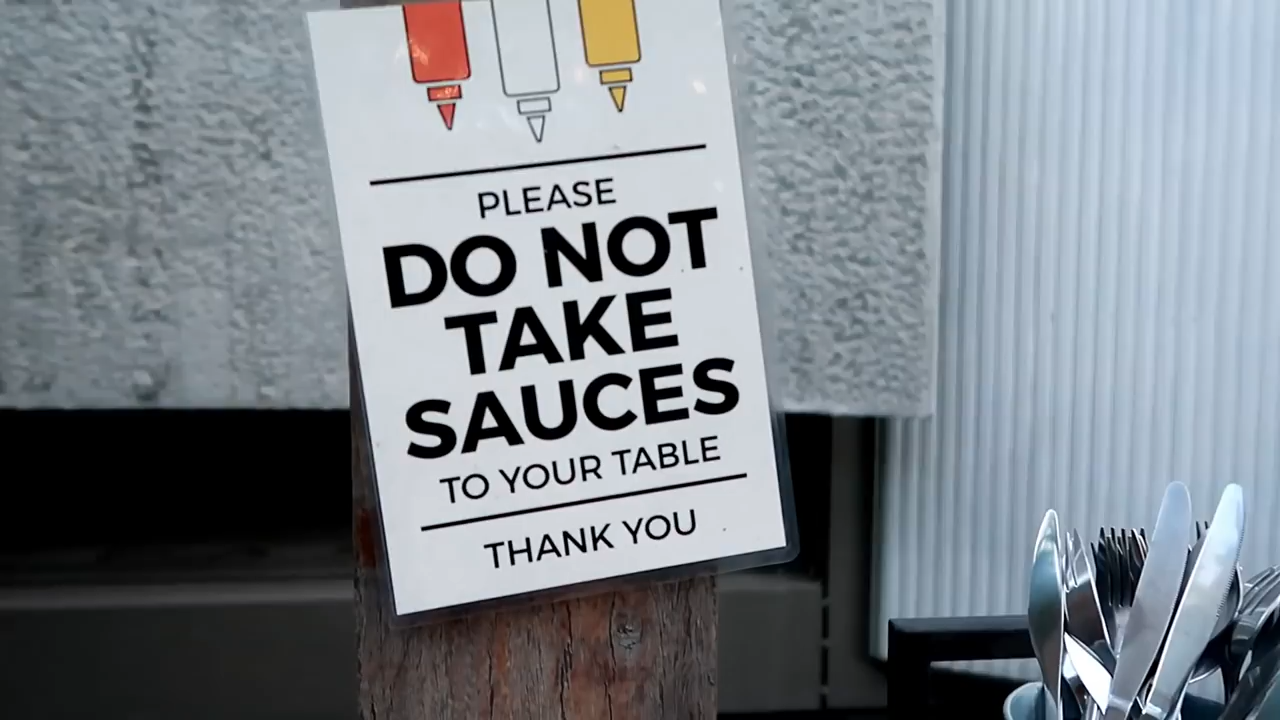 PLEASE
DO NOT
TAKE
SAUCES
TO YOUR TABLE
THANK YOU